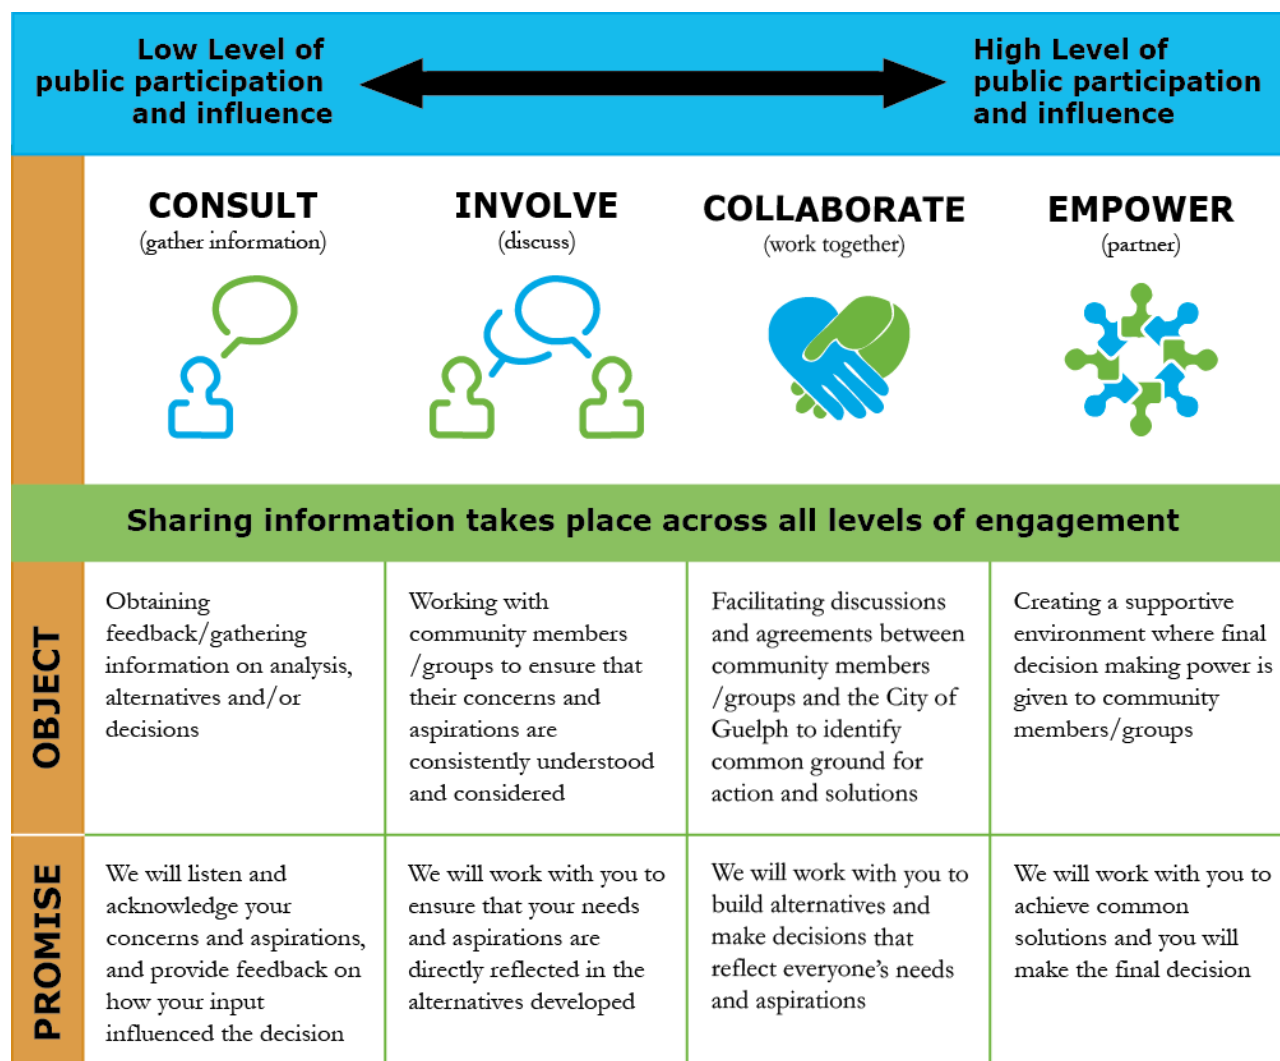 Low Level of
public participation
and influence
High Level of
public participation
and influence
CONSULT
(gather information)
INVOLVE
(discuss)
COLLABORATE
(work together)
EMPOWER
(partner)
Sharing information takes place across all levels of engagement
OBJECT
Obtaining
feedback/gathering
information on analysis,
alternatives and/or
decisions
Working with
community members
/groups to ensure that
their concerns and
aspirations are
consistently understood
and considered
Facilitating discussions
and agreements between
community members
/groups and the City of
Guelph to identify
common ground for
action and solutions
Creating a supportive
environment where final
decision making power is
given to community
members/groups
PROMISE
We will listen and
acknowledge your
concerns and aspirations,
and provide feedback on
how your input
influenced the decision
We will work with you to
ensure that your needs
and aspirations are
directly reflected in the
alternatives developed
We will work with you to
build alternatives and
make decisions that
reflect everyone's needs
and aspirations
We will work with you to
achieve common
solutions and you will
make the final decision